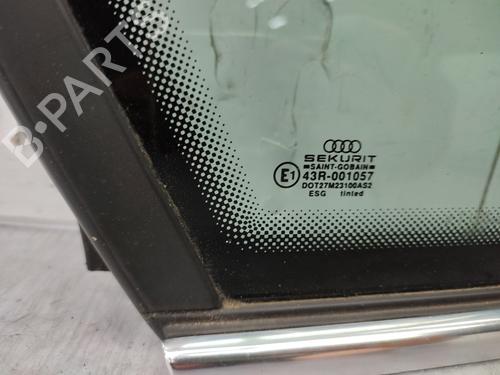 B-PARTS
SEKURIT
SAINT-GOBAIN
E1 43R-001057
DOT27M23100AS2
ESG tinted